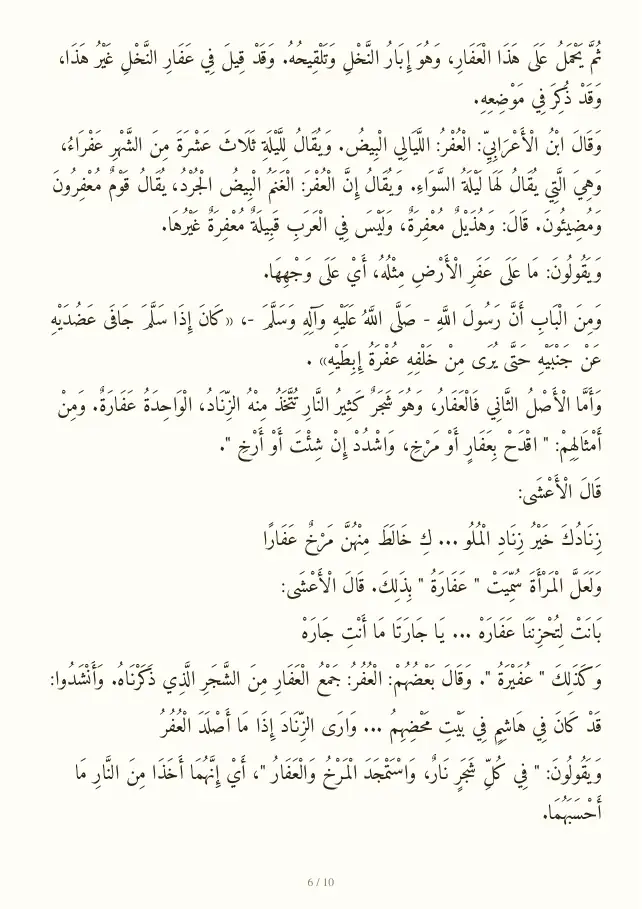 ثُمَّ يَحْمَلُ عَلَى هَذَا الْعَفَارِ، وَهُوَ إِبَارُ النَّخْلِ وَتَلْقِيحُهُ. وَقَدْ قِيلَ فِي عَفَارِ النَّخْلِ غَيْرُ هَذَا،
وَقَدْ ذُكِرَ فِي مَوْضِعِهِ.
وَقَالَ ابْنُ الْأَعْرَابِيِّ: الْعُفْرُ: اللَّيَالِي الْبِيضُ. وَيُقَالُ لِلَّيْلَةِ ثَلَاثَ عَشْرَةَ مِنَ الشَّهْرِ عَفْرَاءُ،
وَهِيَ الَّتِي يُقَالُ لَهَا لَيْلَةُ السَّوَاءِ. وَيُقَالُ إِنَّ الْعُفْرَ: الْغَنَمُ الْبِيضُ الْجُرْدُ، يُقَالُ قَوْمٌ مُعْفِرُونَ
وَمُضِيئُونَ. قَالَ: وَهُذَيْلٌ مُعْفِرَةٌ، وَلَيْسَ فِي الْعَرَبِ قَبِيلَةٌ مُعْفِرَةٌ غَيْرُهَا.
وَيَقُولُونَ: مَا عَلَى عَفَرِ الْأَرْضِ مِثْلُهُ، أَيْ عَلَى وَجْهِهَا.
وَمِنَ الْبَابِ أَنَّ رَسُولَ اللَّهِ - صَلَّى اللَّهُ عَلَيْهِ وَآلِهِ وَسَلَّمَ -، «كَانَ إِذَا سَلَّمَ جَافَى عَضُدَيْهِ
عَنْ جَنْبَيْهِ حَتَّى يُرَى مِنْ خَلْفِهِ عُفْرَةُ إِبِطَيْهِ» .
وَأَمَّا الْأَصْلُ الثَّانِي فَالْعَفَارُ، وَهُوَ شَجَرٌ كَثِيرُ النَّارِ تُتَّخَذُ مِنْهُ الزِّنَادُ، الْوَاحِدَةُ عَفَارَةٌ. وَمِنْ
أَمْثَالِهِمْ: " اقْدَحْ بِعَفَارٍ أَوْ مَرْخٍ، وَاشْدُدْ إِنْ شِئْتَ أَوْ أَرْخِ ".
قَالَ الْأَعْشَى:
زِنَادُكَ خَيْرُ زِنَادِ الْمُلُو ... كِ خَالَطَ مِنْهُنَّ مَرْخٌ عَفَارًا
وَلَعَلَّ الْمَرْأَةَ سُمِّيَتْ " عَفَارَةُ " بِذَلِكَ. قَالَ الْأَعْشَى:
بَانَتْ لِتُحْزِنَنَا عَفَارَهْ ... يَا جَارَتَا مَا أَنْتِ جَارَهْ
وَكَذَلِكَ " عُفَيْرَةُ ". وَقَالَ بَعْضُهُمْ: الْعُفُرُ: جَمْعُ الْعَفَارِ مِنَ الشَّجَرِ الَّذِي ذَكَرْنَاهُ. وَأَنْشَدُوا:
قَدْ كَانَ فِي هَاشِمٍ فِي بَيْتِ مَحْضِهِمُ ... وَارَى الزِّنَادَ إِذَا مَا أَصْلَدَ الْعُفُرُ
وَيَقُولُونَ: " فِي كُلِّ شَجَرٍ نَارٌ، وَاسْتَمْجَدَ الْمَرْخُ وَالْعَفَارُ "، أَيْ إِنَّهُمَا أَخَذَا مِنَ النَّارِ مَا
أَحْسَبَهُمَا.
6 / 10